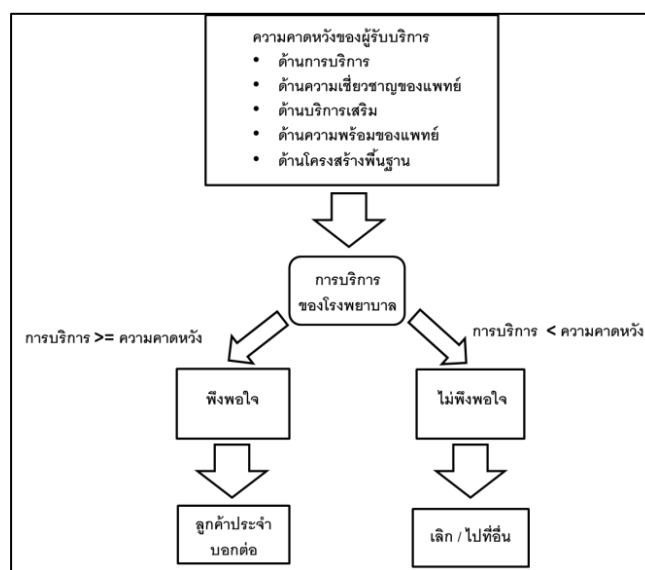 ความคาดหวังของผู้รับบริการ
• ด้านการบริการ
• ด้านความเชี่ยวชาญของแพทย์
• ด้านบริการเสริม
• ด้านความพร้อมของแพทย์
• ด้านโครงสร้างพื้นฐาน
การบริการ
ของโรงพยาบาล
การบริการ >= ความคาดหวัง
การบริการ < ความคาดหวัง
พึงพอใจ
ไม่พึงพอใจ
ลูกค้าประจำ
บอกต่อ
เลิก / ไปที่อื่น